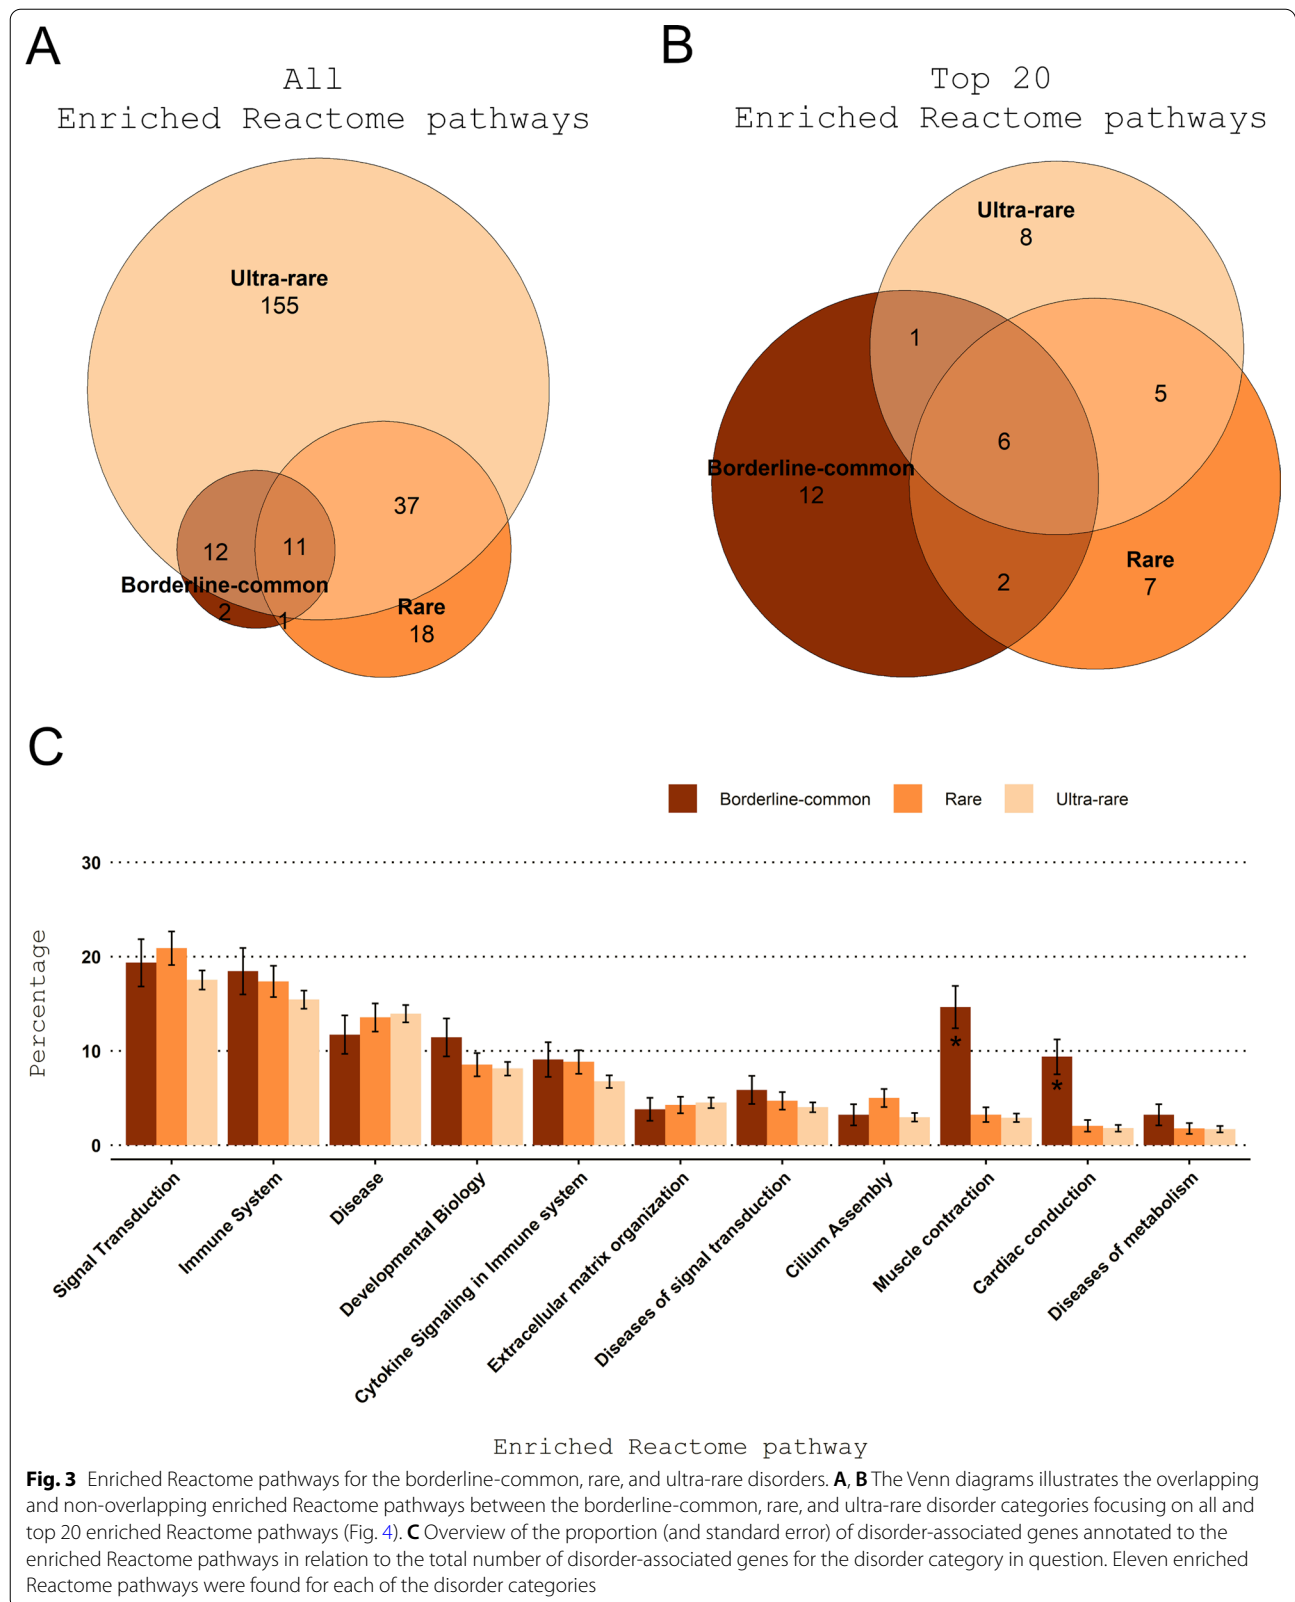 A
All
Enriched Reactome pathways
Ultra-rare
155
37
12
11
Borderline-common
2
1
Rare
18
B
Top 20
Enriched Reactome pathways
Ultra-rare
8
1
5
6
Borderline-common
12
Rare
7
2
C
Borderline-common
Rare
Ultra-rare
30
20
10
0
Percentage
*
*
Signal Transduction
Immune System
Disease
Developmental Biology
Cytokine Signaling in Immune system
Extracellular matrix organization
Diseases of signal transduction
Cilium Assembly
Muscle contraction
Cardiac conduction
Diseases of metabolism
Enriched Reactome pathway
Fig. 3 Enriched Reactome pathways for the borderline-common, rare, and ultra-rare disorders. A, B The Venn diagrams illustrates the overlapping
and non-overlapping enriched Reactome pathways between the borderline-common, rare, and ultra-rare disorder categories focusing on all and
top 20 enriched Reactome pathways (Fig. 4). C Overview of the proportion (and standard error) of disorder-associated genes annotated to the
enriched Reactome pathways in relation to the total number of disorder-associated genes for the disorder category in question. Eleven enriched
Reactome pathways were found for each of the disorder categories